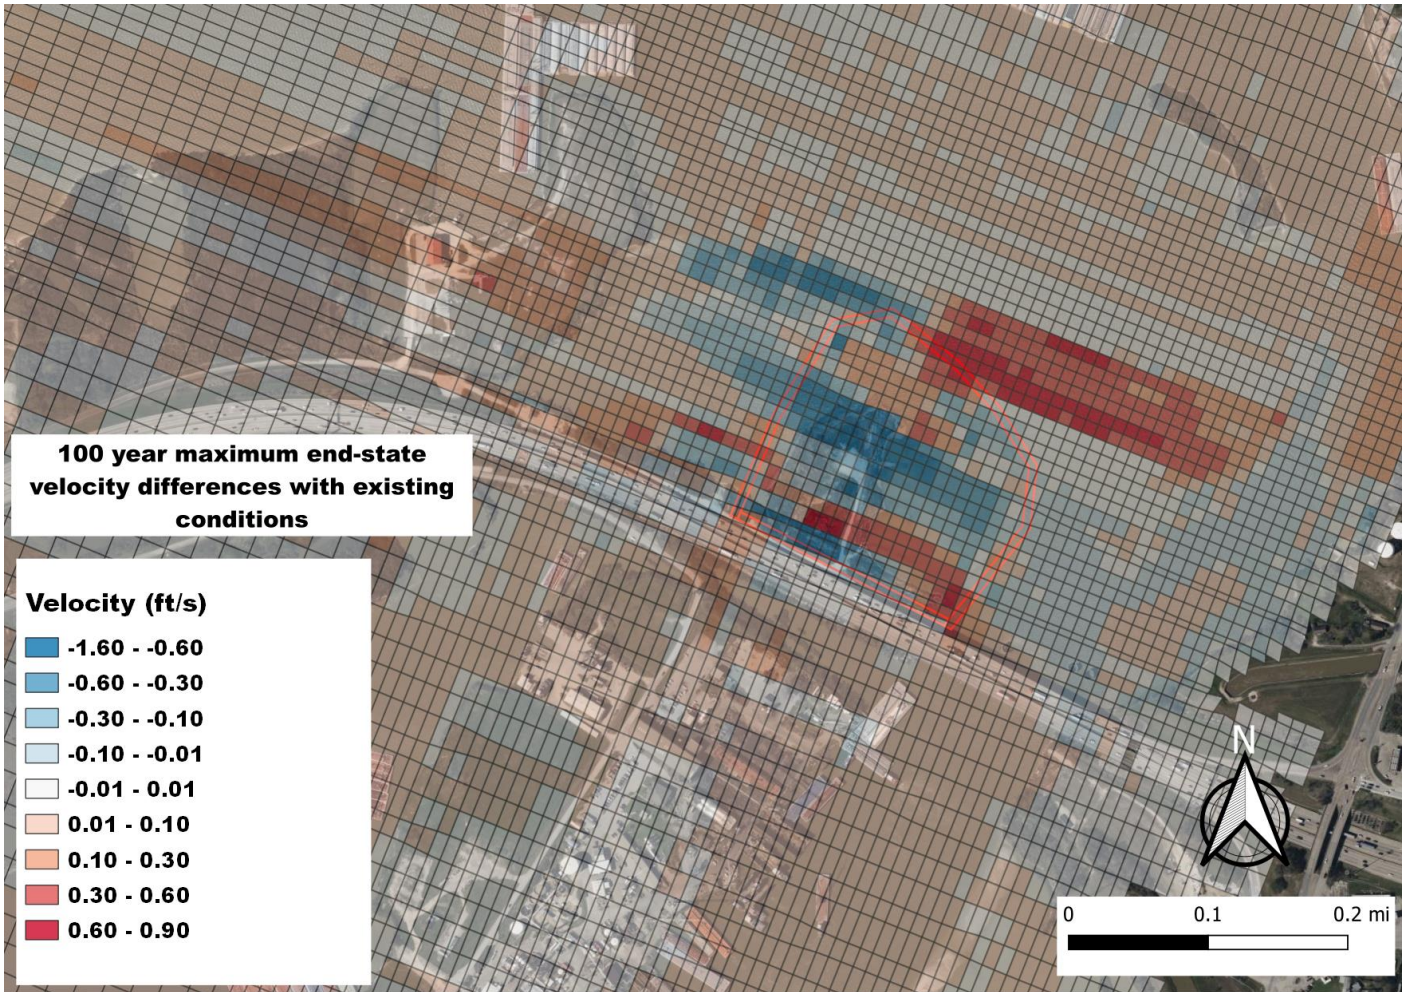 100 year maximum end-state
velocity differences with existing
conditions
Velocity (ft/s)
-1.60 - -0.60
-0.60 - -0.30
-0.30 - -0.10
-0.10 - -0.01
-0.01 - 0.01
0.01 - 0.10
0.10 - 0.30
0.30 - 0.60
0.60 - 0.90
N
0 0.1 0.2 mi